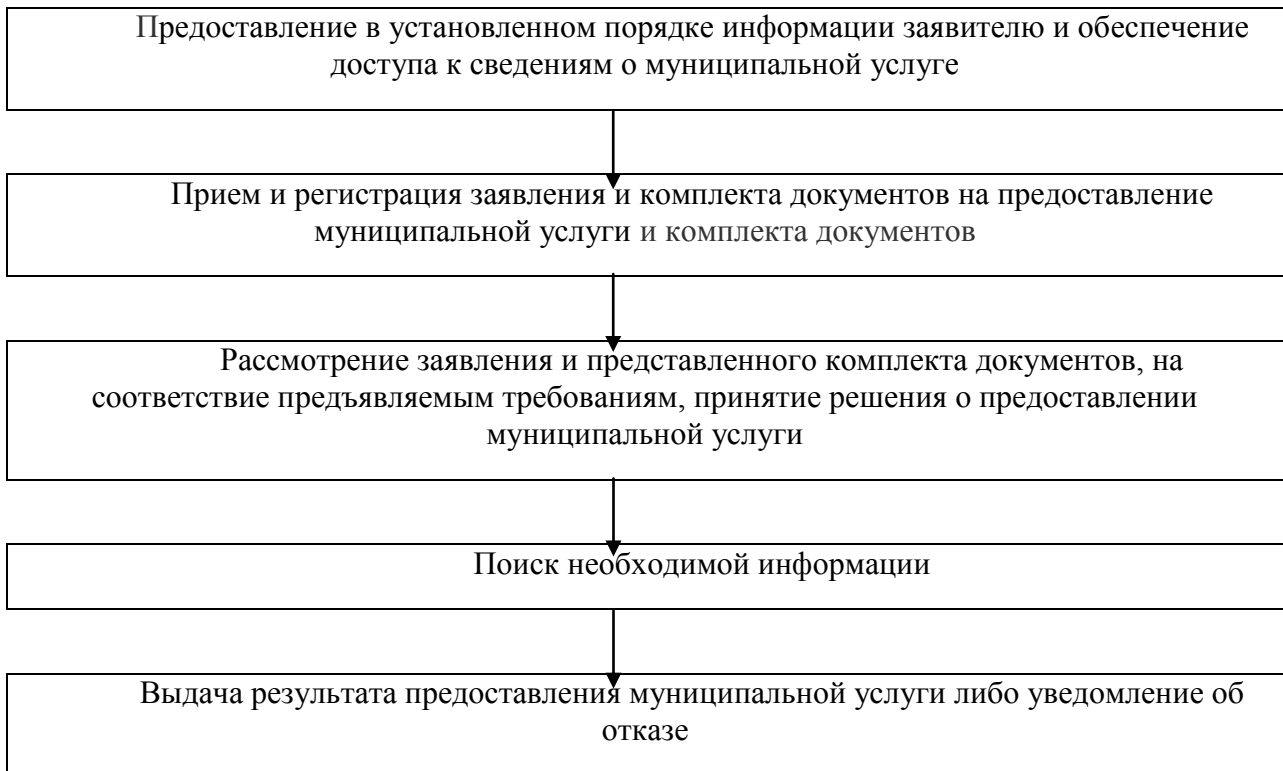 Предоставление в установленном порядке информации заявителю и обеспечение
доступа к сведениям о муниципальной услуге
Прием и регистрация заявления и комплекта документов на предоставление
муниципальной услуги и комплекта документов
Рассмотрение заявления и представленного комплекта документов, на
соответствие предъявляемым требованиям, принятие решения о предоставлении
муниципальной услуги
Поиск необходимой информации
Выдача результата предоставления муниципальной услуги либо уведомление об
отказе